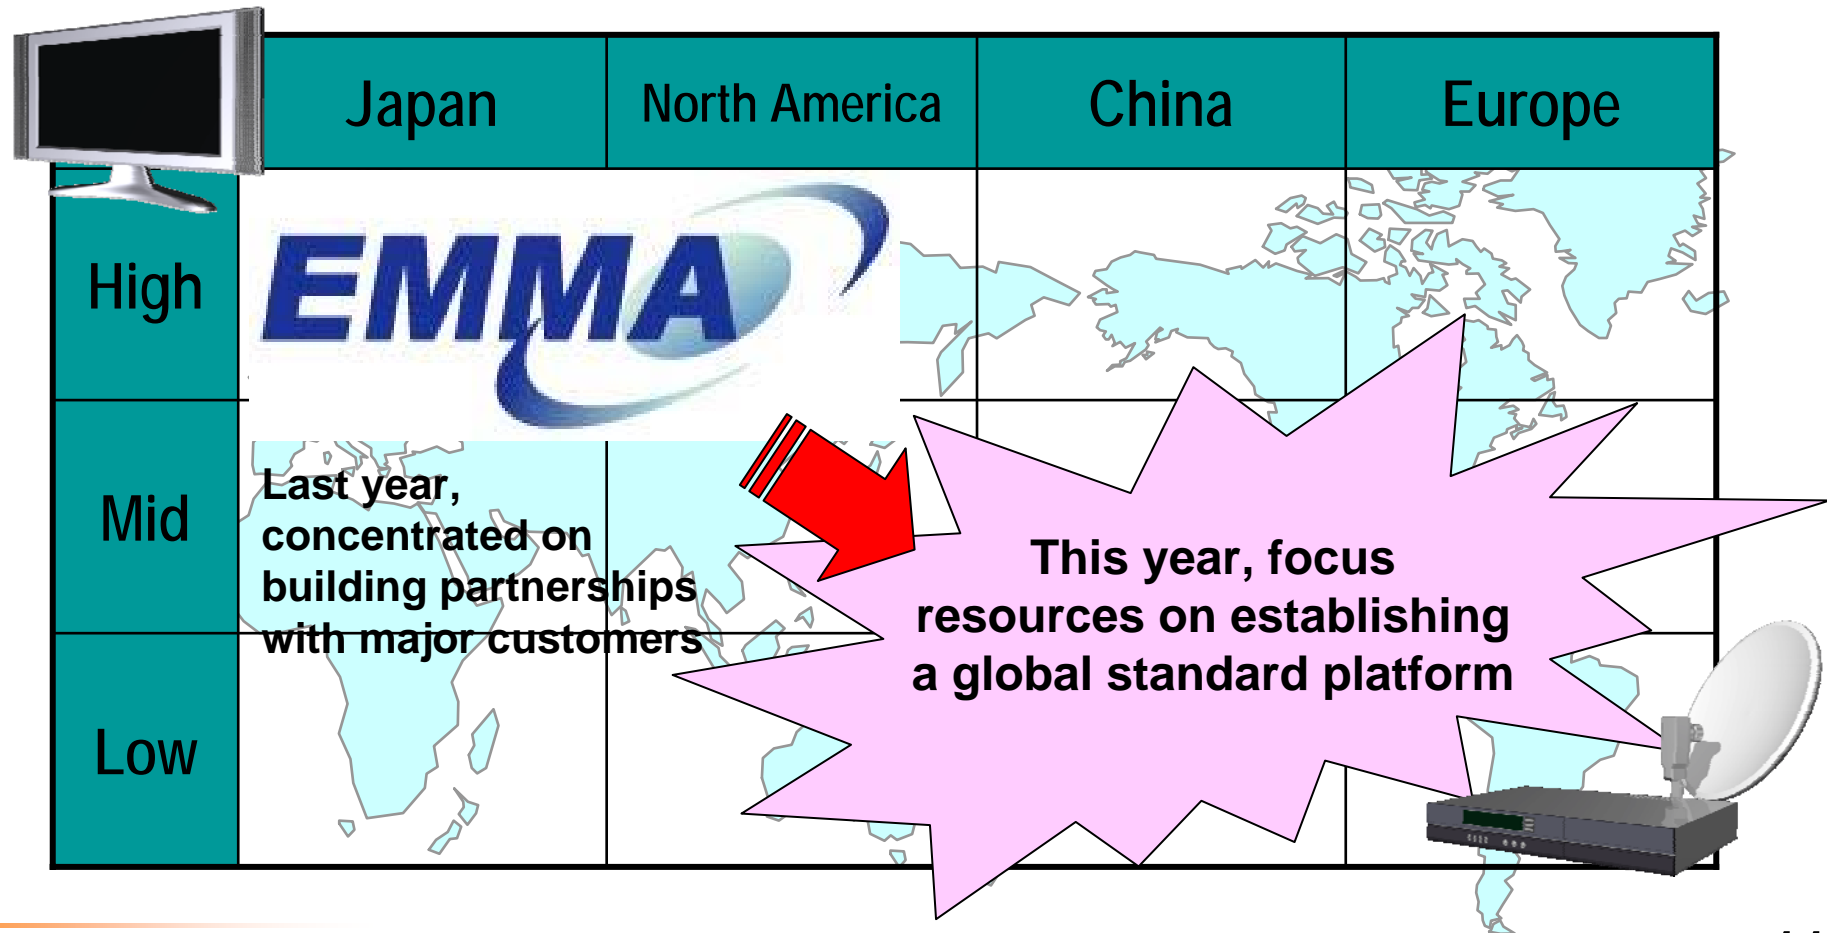 Japan
North America
China
Europe
High
EMMA
Mid
Last year,
concentrated on
building partnerships
with major customers
This year, focus
resources on establishing
a global standard platform
Low